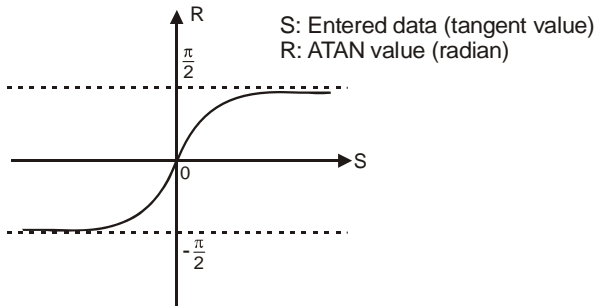 R
S: Entered data (tangent value)
R: ATAN value (radian)
π/2
S
0
-π/2